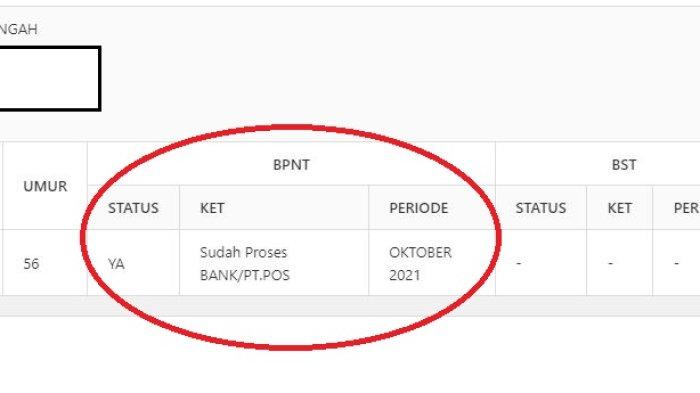 NGAH
BPNT BST
UMUR
STATUS KET PERIODE STATUS KET PER
Sudah Proses OKTOBER
56 YA - - -
BANK/PT.POS 2021